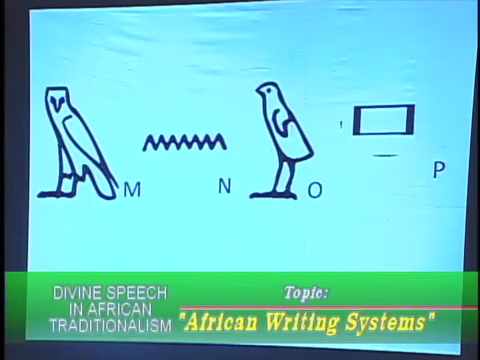 M N O P
DIVINE SPEECH
IN AFRICAN
TRADITIONALISM
Topic:
"African Writing Systems"